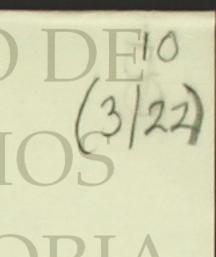 O DE
10
(3/22)
IOS
ORIA